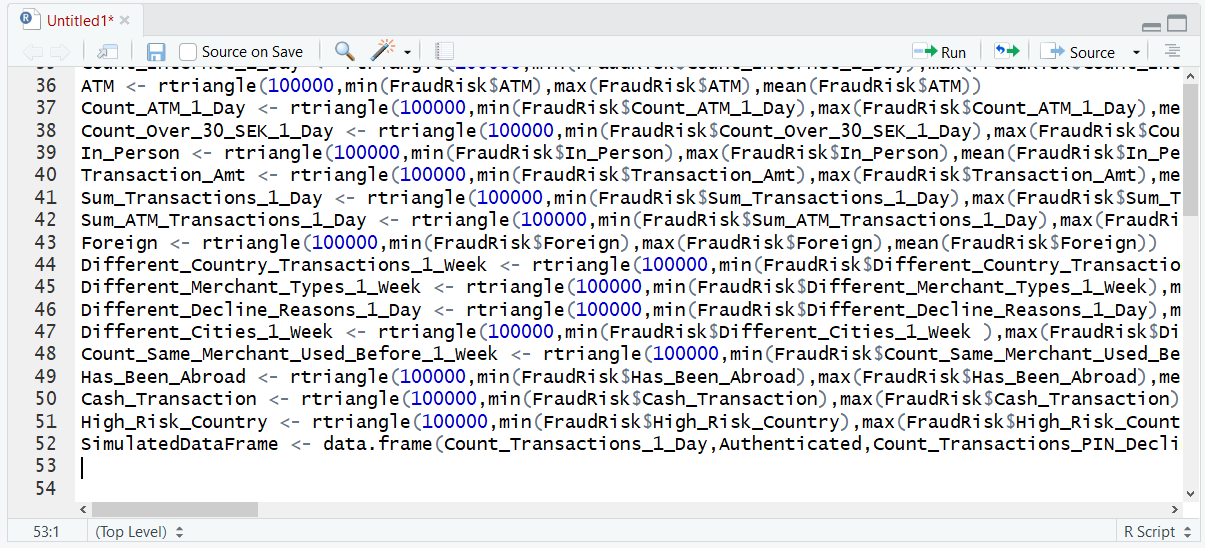 Untitled1*
Source on Save
Run
Source
36 ATM <- rtriangle(100000,min(FraudRisk$ATM),max(FraudRisk$ATM),mean(FraudRisk$ATM))
37 Count_ATM_1_Day <- rtriangle(100000,min(FraudRisk$Count_ATM_1_Day),max(FraudRisk$Count_ATM_1_Day),me
38 Count_Over_30_SEK_1_Day <- rtriangle(100000,min(FraudRisk$Count_Over_30_SEK_1_Day),max(FraudRisk$Cou
39 In_Person <- rtriangle(100000,min(FraudRisk$In_Person),max(FraudRisk$In_Person),mean(FraudRisk$In_Pe
40 Transaction_Amt <- rtriangle(100000,min(FraudRisk$Transaction_Amt),max(FraudRisk$Transaction_Amt),me
41 Sum_Transactions_1_Day <- rtriangle(100000,min(FraudRisk$Sum_Transactions_1_Day),max(FraudRisk$Sum_T
42 Sum_ATM_Transactions_1_Day <- rtriangle(100000,min(FraudRisk$Sum_ATM_Transactions_1_Day),max(FraudRi
43 Foreign <- rtriangle(100000,min(FraudRisk$Foreign),max(FraudRisk$Foreign),mean(FraudRisk$Foreign))
44 Different_Country_Transactions_1_Week <- rtriangle(100000,min(FraudRisk$Different_Country_Transactio
45 Different_Merchant_Types_1_Week <- rtriangle(100000,min(FraudRisk$Different_Merchant_Types_1_Week),m
46 Different_Decline_Reasons_1_Day <- rtriangle(100000,min(FraudRisk$Different_Decline_Reasons_1_Day),m
47 Different_Cities_1_Week <- rtriangle(100000,min(FraudRisk$Different_Cities_1_Week ),max(FraudRisk$Di
48 Count_Same_Merchant_Used_Before_1_Week <- rtriangle(100000,min(FraudRisk$Count_Same_Merchant_Used_Be
49 Has_Been_Abroad <- rtriangle(100000,min(FraudRisk$Has_Been_Abroad),max(FraudRisk$Has_Been_Abroad),me
50 Cash_Transaction <- rtriangle(100000,min(FraudRisk$Cash_Transaction),max(FraudRisk$Cash_Transaction)
51 High_Risk_Country <- rtriangle(100000,min(FraudRisk$High_Risk_Country),max(FraudRisk$High_Risk_Count
52 SimulatedDataFrame <- data.frame(Count_Transactions_1_Day,Authenticated,Count_Transactions_PIN_Decli
53
54
53:1 (Top Level) R Script